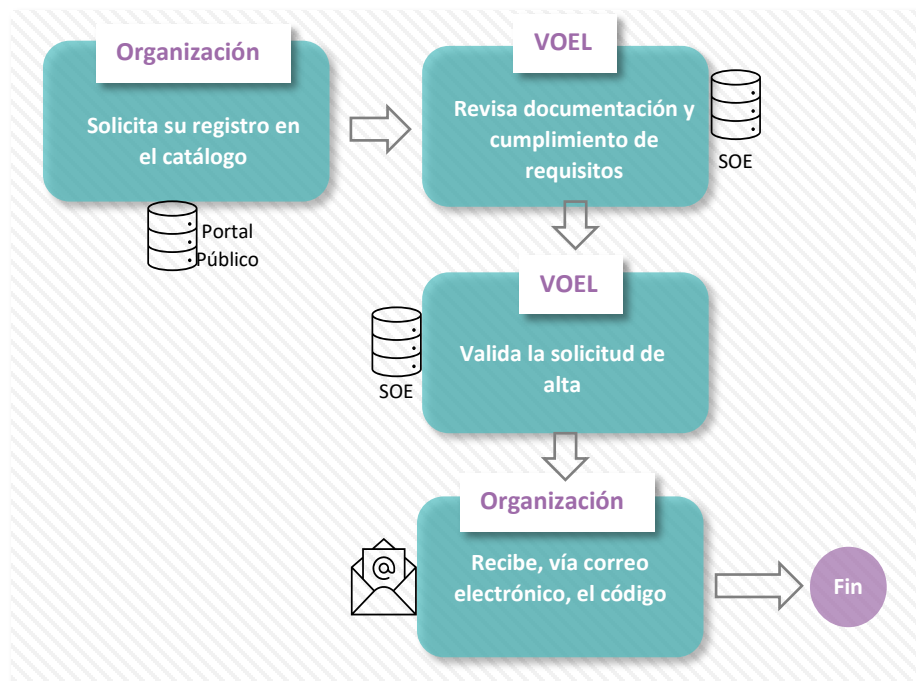 Organización
Solicita su registro en
el catálogo
Portal
Público
VOEL
Revisa documentación y
cumplimiento de
requisitos
SOE
VOEL
Valida la solicitud de
alta
SOE
Organización
Recibe, vía correo
electrónico, el código
@
Fin